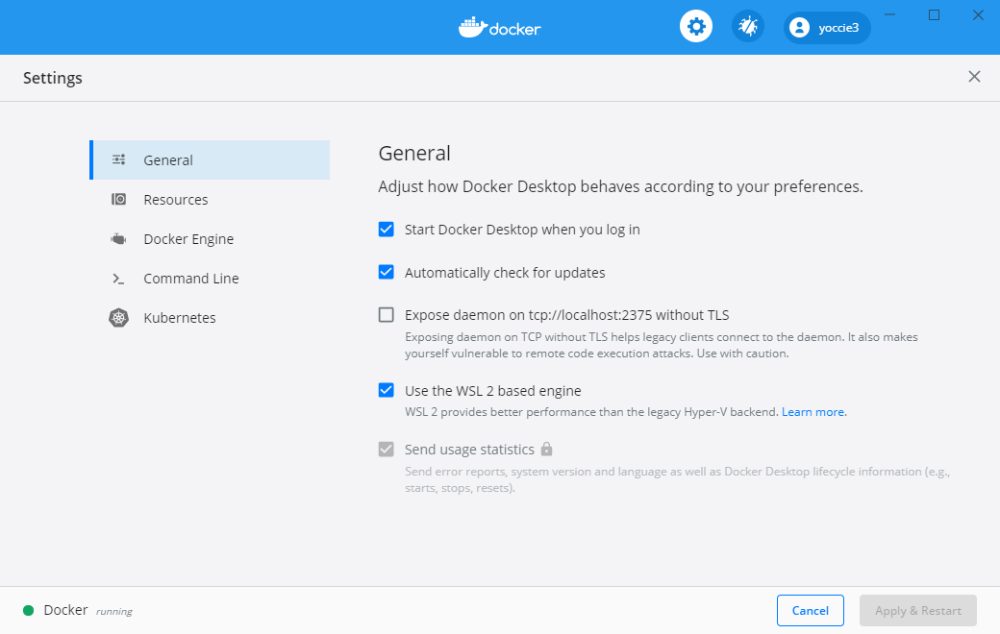 docker
yoccie3
Settings
General
Resources
Docker Engine
Command Line
Kubernetes
General
Adjust how Docker Desktop behaves according to your preferences.
Start Docker Desktop when you log in
Automatically check for updates
Expose daemon on tcp://localhost:2375 without TLS
Exposing daemon on TCP without TLS helps legacy clients connect to the daemon. It also makes
yourself vulnerable to remote code execution attacks. Use with caution.
Use the WSL 2 based engine
WSL 2 provides better performance than the legacy Hyper-V backend. Learn more.
Send usage statistics
Send error reports, system version and language as well as Docker Desktop lifecycle information (e.g.,
starts, stops, resets).
Docker running
Cancel
Apply & Restart